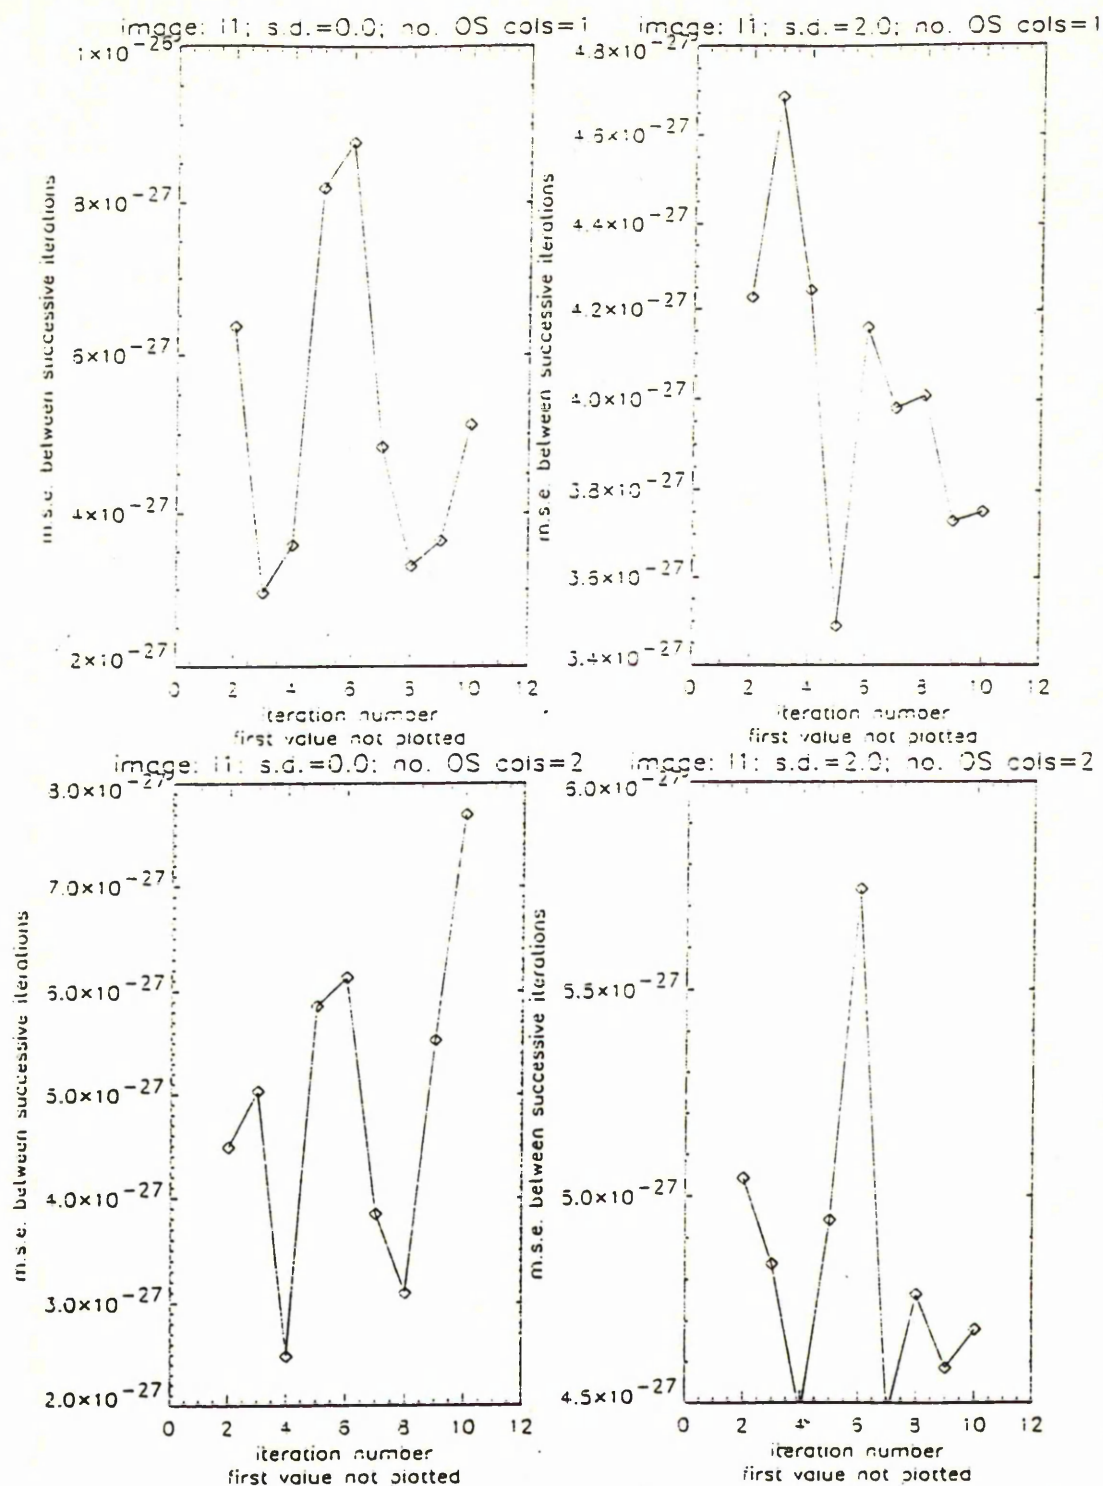 image: I1; s.d.=0.0; no. OS cols=1
1×10⁻²⁶
8×10⁻²⁷
6×10⁻²⁷
4×10⁻²⁷
2×10⁻²⁷
m.s.e. between successive iterations
0 2 4 6 8 10 12
iteration number
first value not plotted
image: I1; s.d.=2.0; no. OS cols=1
4.8×10⁻²⁷
4.6×10⁻²⁷
4.4×10⁻²⁷
4.2×10⁻²⁷
4.0×10⁻²⁷
3.8×10⁻²⁷
3.6×10⁻²⁷
3.4×10⁻²⁷
m.s.e. between successive iterations
0 2 4 6 8 10 12
iteration number
first value not plotted
image: I1; s.d.=0.0; no. OS cols=2
8.0×10⁻²⁷
7.0×10⁻²⁷
6.0×10⁻²⁷
5.0×10⁻²⁷
4.0×10⁻²⁷
3.0×10⁻²⁷
2.0×10⁻²⁷
m.s.e. between successive iterations
0 2 4 6 8 10 12
iteration number
first value not plotted
image: I1; s.d.=2.0; no. OS cols=2
6.0×10⁻²⁷
5.5×10⁻²⁷
5.0×10⁻²⁷
4.5×10⁻²⁷
m.s.e. between successive iterations
0 2 4 6 8 10 12
iteration number
first value not plotted